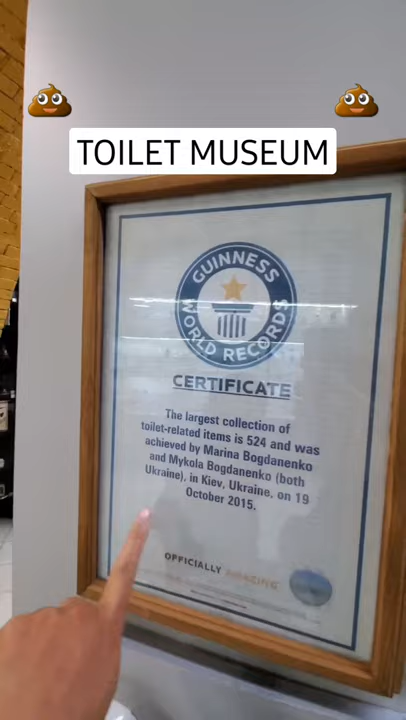 TOILET MUSEUM
GUINNESS
WORLD RECORDS
CERTIFICATE
The largest collection of
toilet-related items is 524 and was
achieved by Marina Bogdanenko
and Mykola Bogdanenko (both
Ukraine), in Kiev, Ukraine, on 19
October 2015.
OFFICIALLY AMAZING